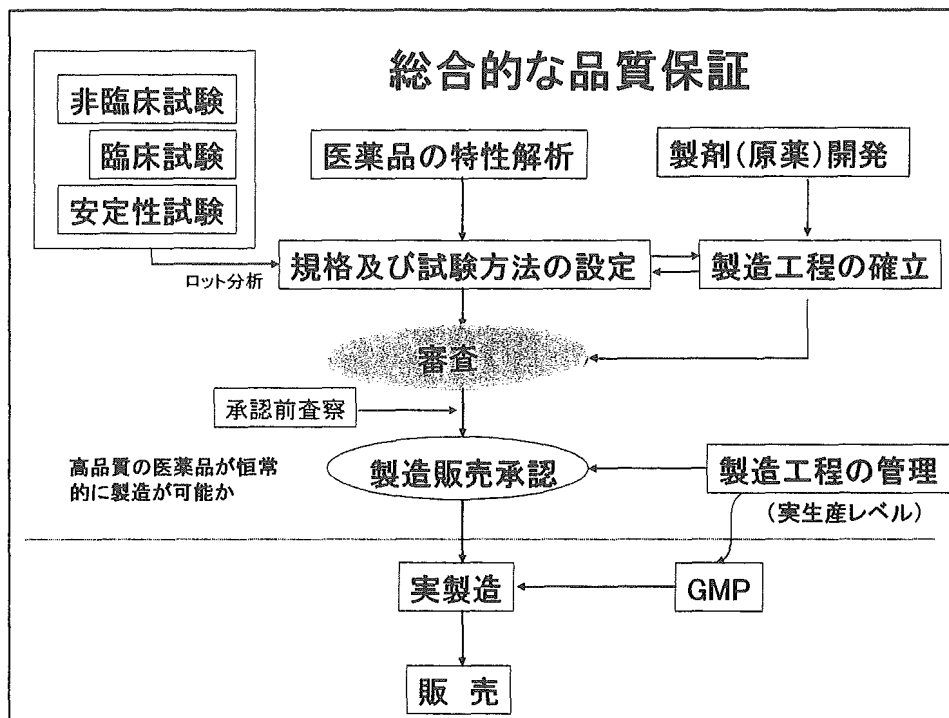 総合的な品質保証
非臨床試験
臨床試験
安定性試験
医薬品の特性解析
製剤(原薬)開発
ロット分析
規格及び試験方法の設定
製造工程の確立
審査
承認前査察
高品質の医薬品が恒常
的に製造が可能か
製造販売承認
製造工程の管理
(実生産レベル)
実製造
GMP
販 売